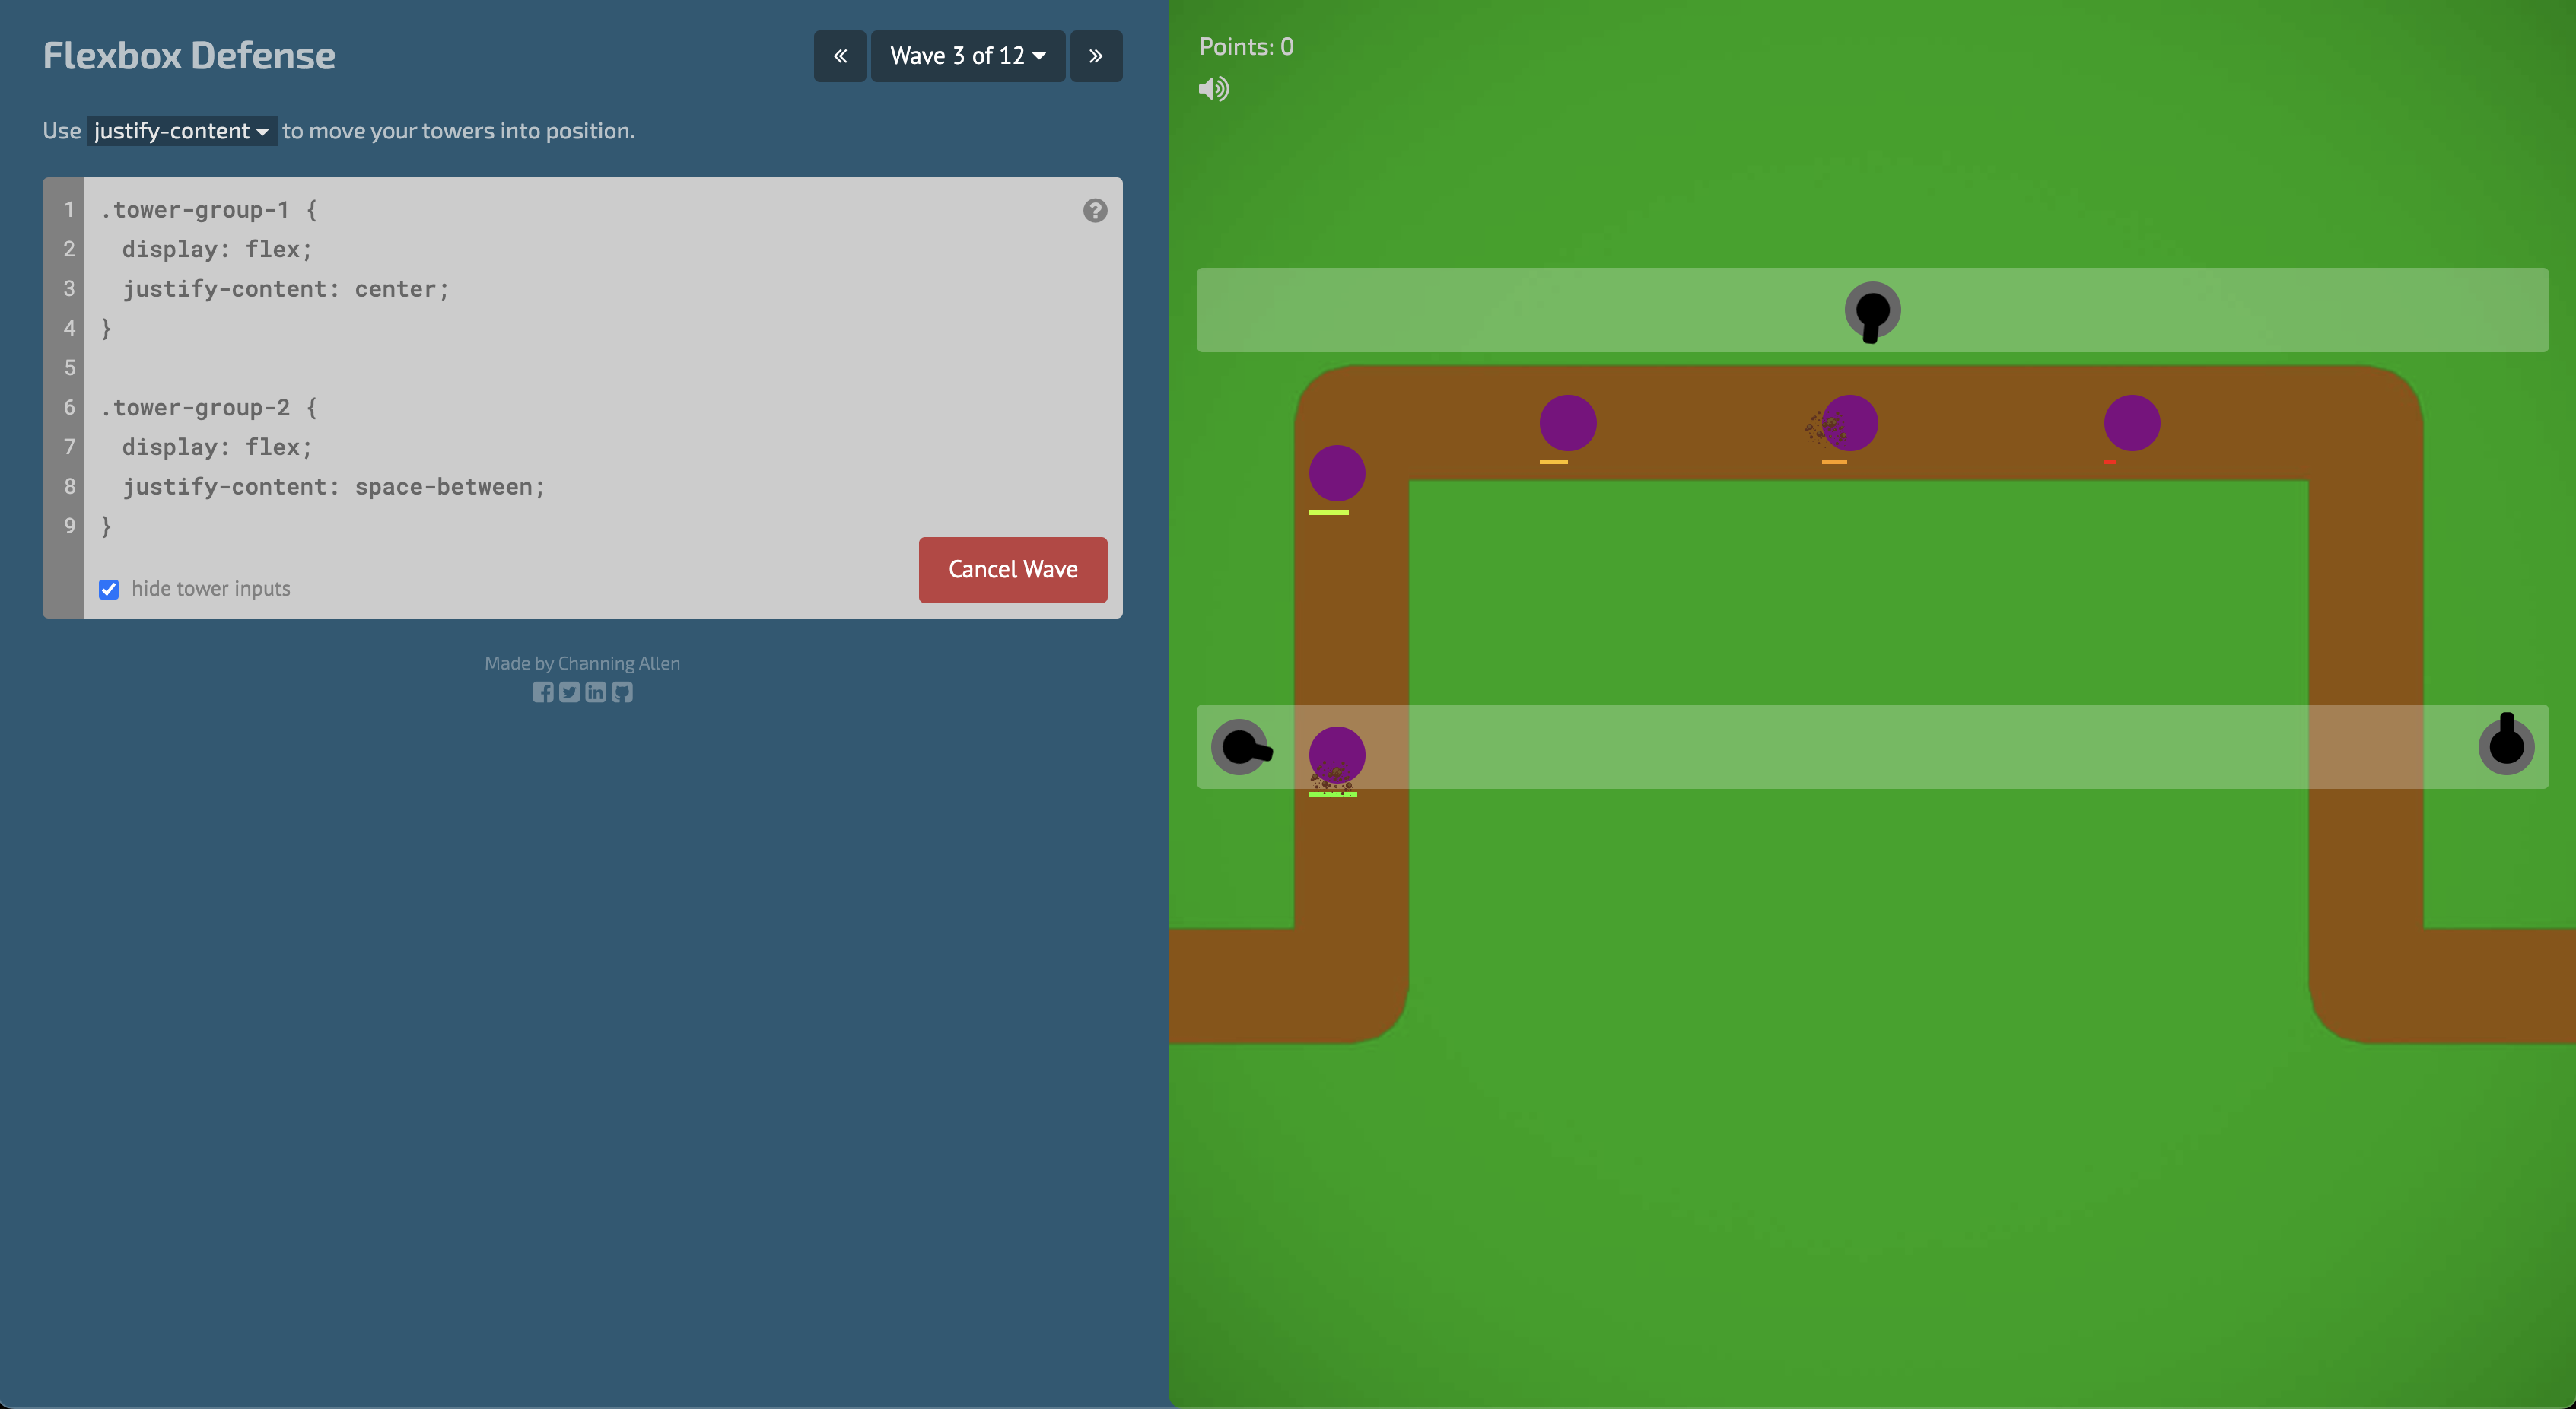 Flexbox Defense
Wave 3 of 12
Use justify-content to move your towers into position.
1 .tower-group-1 {
2 display: flex;
3 justify-content: center;
4 }
5
6 .tower-group-2 {
7 display: flex;
8 justify-content: space-between;
9 }
hide tower inputs
Cancel Wave
Made by Channing Allen
Points: 0